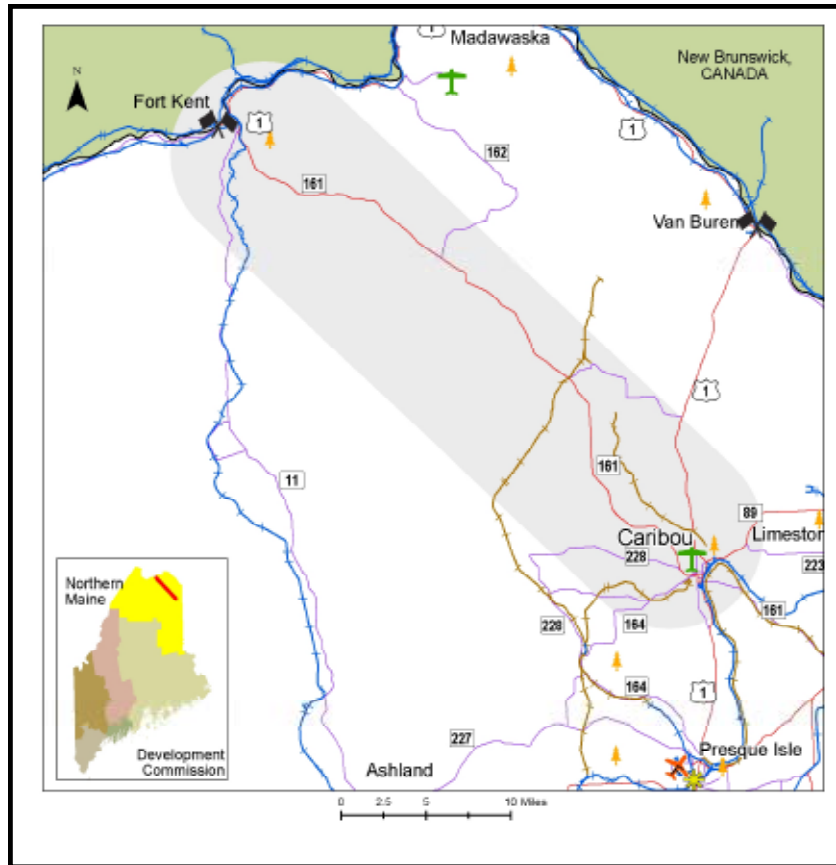 1
Madawaska
New Brunswick,
CANADA
N
Fort Kent
1
1
162
161
Van Buren
1
11
161
89
Caribou
Limeston
228
223
Northern
Maine
228
164
161
164
1
227
Presque Isle
Development
Commission
Ashland
0 2.5 5 10 Miles